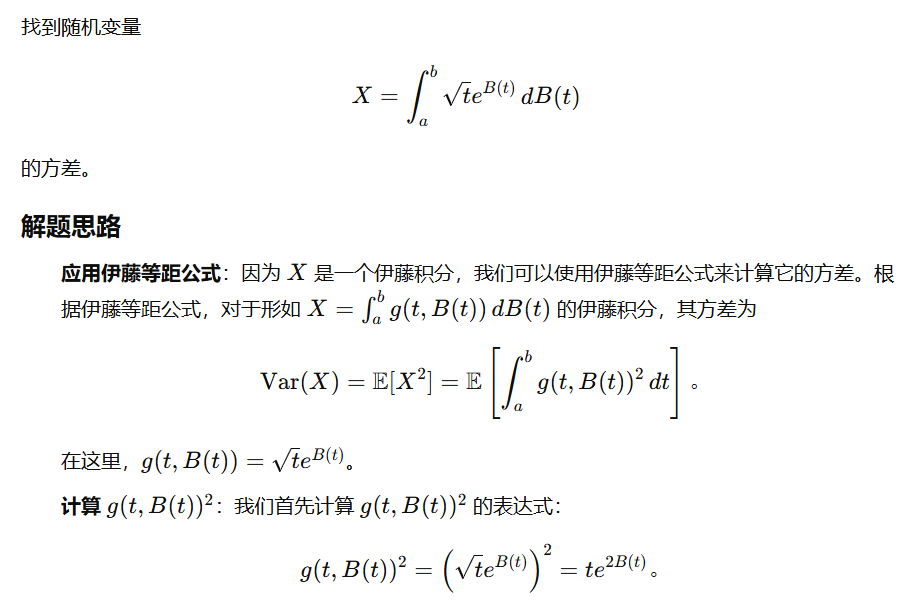 找到随机变量
X = ∫_a^b √t e^{B(t)} dB(t)
的方差。
解题思路
应用伊藤等距公式：因为 X 是一个伊藤积分，我们可以使用伊藤等距公式来计算它的方差。根
据伊藤等距公式，对于形如 X = ∫_a^b g(t, B(t)) dB(t) 的伊藤积分，其方差为
Var(X) = 𝔼[X²] = 𝔼 [∫_a^b g(t, B(t))² dt] 。
在这里，g(t, B(t)) = √t e^{B(t)}。
计算 g(t, B(t))²：我们首先计算 g(t, B(t))² 的表达式：
g(t, B(t))² = (√t e^{B(t)})² = te^{2B(t)}。